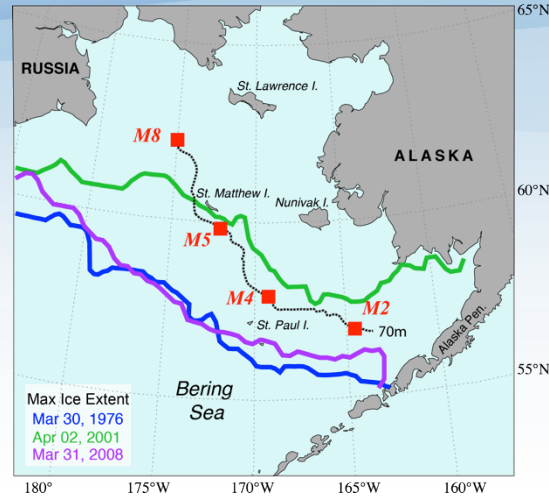 65°N
RUSSIA
St. Lawrence I.
M8
ALASKA
60°N
St. Matthew I.
Nunivak I.
M5
M4
M2
St. Paul I.
70m
Alaska Pen.
55°N
Bering
Sea
Max Ice Extent
Mar 30, 1976
Apr 02, 2001
Mar 31, 2008
180°
175°W
170°W
165°W
160°W